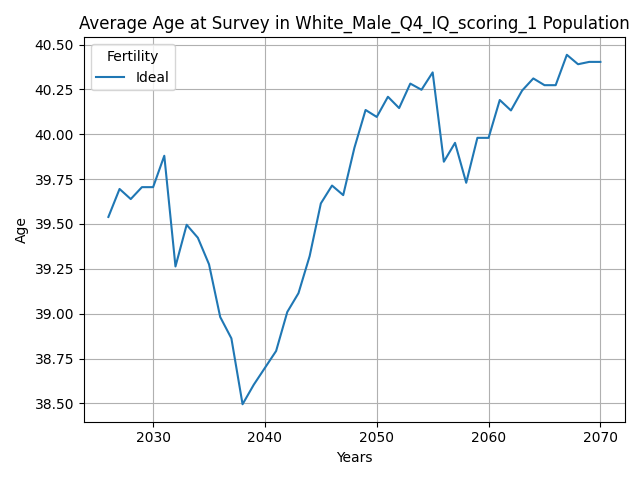 Average Age at Survey in White_Male_Q4_IQ_scoring_1 Population
Fertility
Ideal
Age
40.50
40.25
40.00
39.75
39.50
39.25
39.00
38.75
38.50
2030 2040 2050 2060 2070
Years